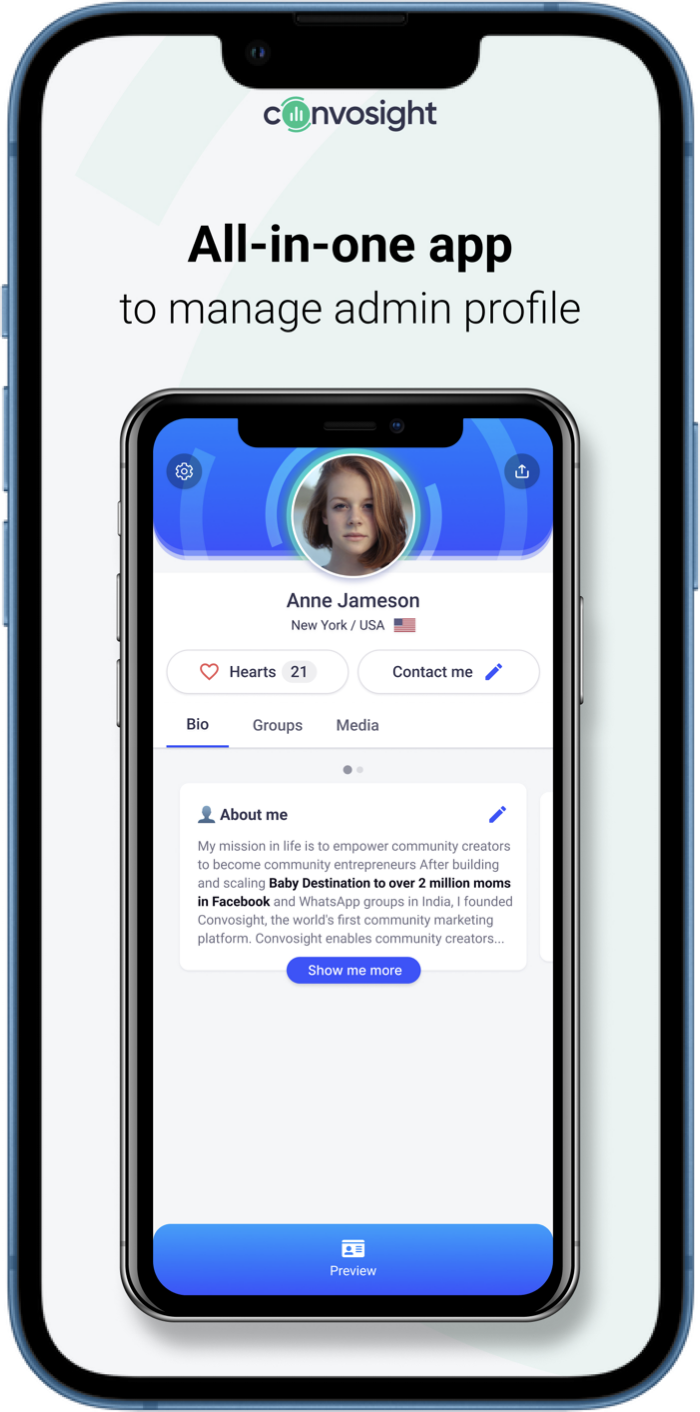 convosight
All-in-one app
to manage admin profile
Anne Jameson
New York / USA
Hearts 21
Contact me
Bio
Groups
Media
About me
My mission in life is to empower community creators
to become community entrepreneurs After building
and scaling Baby Destination to over 2 million moms
in Facebook and WhatsApp groups in India, I founded
Convosight, the world's first community marketing
platform. Convosight enables community creators...
Show me more
Preview